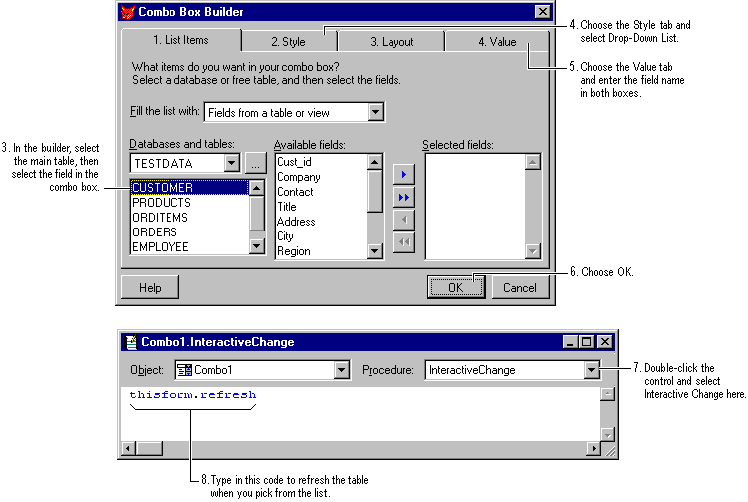 Combo Box Builder
1. List Items
2. Style
3. Layout
4. Value
What items do you want in your combo box?
Select a database or free table, and then select the fields.
Fill the list with:
Fields from a table or view
Databases and tables:
Available fields:
Selected fields:
TESTDATA
...
CUSTOMER
PRODUCTS
ORDITEMS
ORDERS
EMPLOYEE
Cust_id
Company
Contact
Title
Address
City
Region
Help
OK
Cancel
3. In the builder, select
the main table, then
select the field in the
combo box.
4. Choose the Style tab and
select Drop-Down List.
5. Choose the Value tab
and enter the field name
in both boxes.
6. Choose OK.
Combo1.InteractiveChange
Object:
Combo1
Procedure:
InteractiveChange
thisform.refresh
7. Double-click the
control and select
Interactive Change here.
8. Type in this code to refresh the table
when you pick from the list.